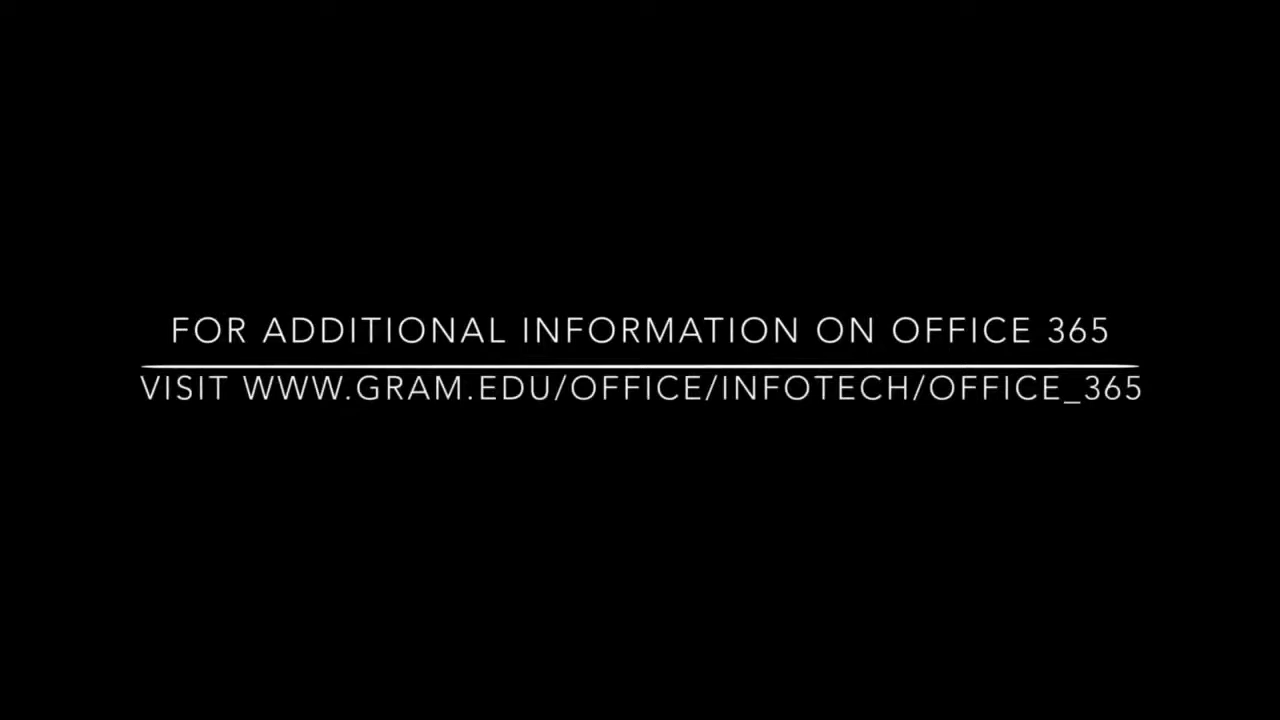 FOR ADDITIONAL INFORMATION ON OFFICE 365
VISIT WWW.GRAM.EDU/OFFICE/INFOTECH/OFFICE_365